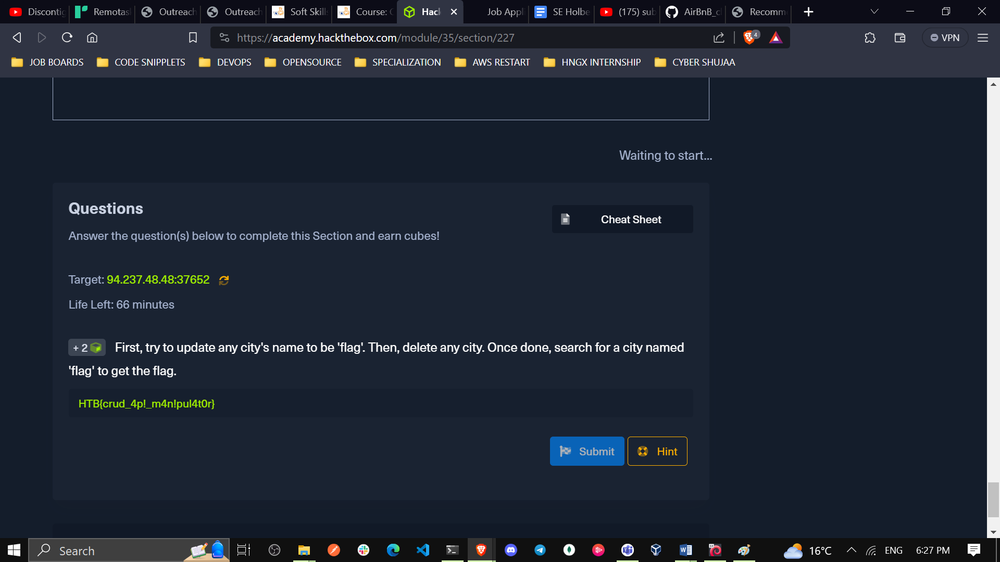 Disconti
Remotas
Outreach
Outreach
Soft Skill
Course: C
Hac
Job Appl
SE Holbe
(175) sub
AirBnB_cl
Recomm
https://academy.hackthebox.com/module/35/section/227
4
VPN
JOB BOARDS
CODE SNIPPLETS
DEVOPS
OPENSOURCE
SPECIALIZATION
AWS RESTART
HNGX INTERNSHIP
CYBER SHUJAA
Waiting to start...
Questions
Cheat Sheet
Answer the question(s) below to complete this Section and earn cubes!
Target: 94.237.48.48:37652
Life Left: 66 minutes
+ 2 First, try to update any city's name to be 'flag'. Then, delete any city. Once done, search for a city named
'flag' to get the flag.
HTB{crud_4p!_m4n!pul4t0r}
Submit
Hint
Search
16°C
ENG
6:27 PM